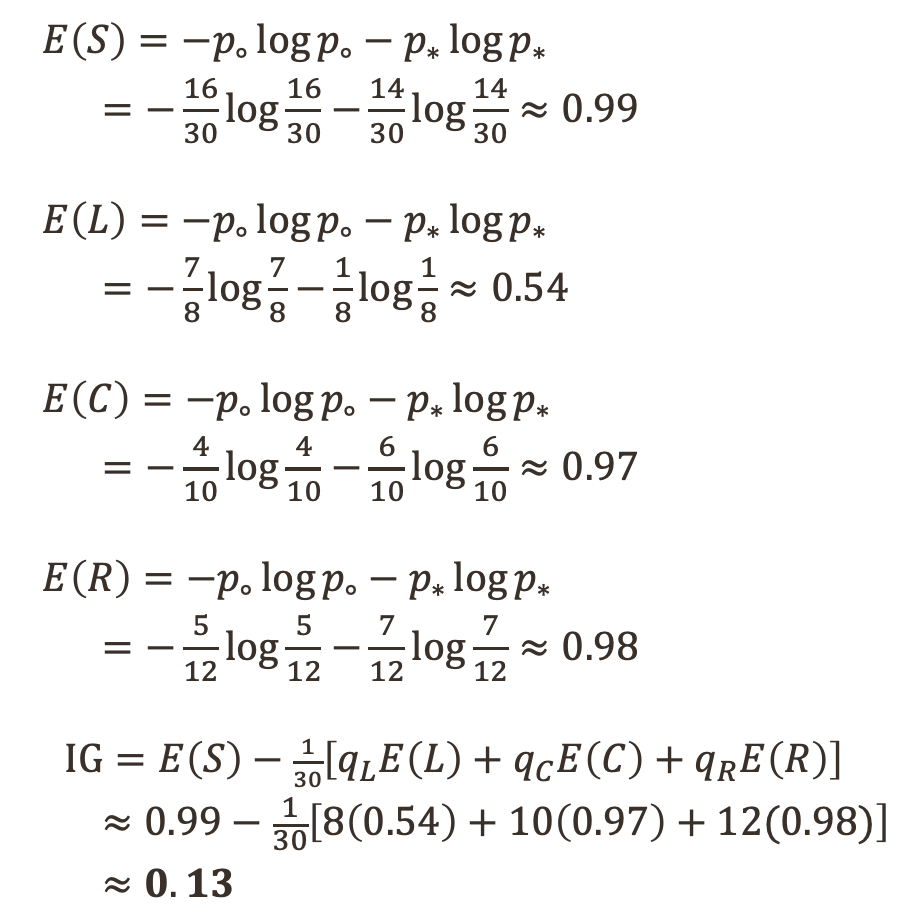 E(S) = −p∘ log p∘ − p∗ log p∗
= − 16/30 log 16/30 − 14/30 log 14/30 ≈ 0.99
E(L) = −p∘ log p∘ − p∗ log p∗
= − 7/8 log 7/8 − 1/8 log 1/8 ≈ 0.54
E(C) = −p∘ log p∘ − p∗ log p∗
= − 4/10 log 4/10 − 6/10 log 6/10 ≈ 0.97
E(R) = −p∘ log p∘ − p∗ log p∗
= − 5/12 log 5/12 − 7/12 log 7/12 ≈ 0.98
IG = E(S) − 1/30 [q_L E(L) + q_C E(C) + q_R E(R)]
≈ 0.99 − 1/30 [8(0.54) + 10(0.97) + 12(0.98)]
≈ 0.13